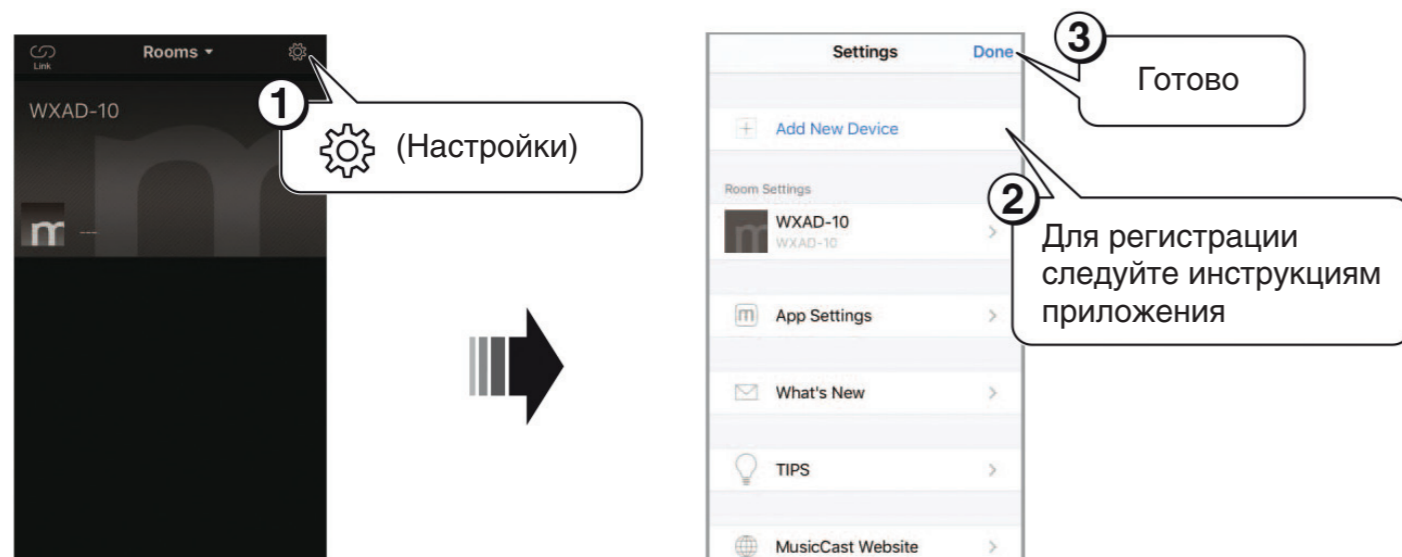 Link
Rooms
WXAD-10
---
1
(Настройки)
Settings
Done
3
Готово
Add New Device
2
Для регистрации
следуйте инструкциям
приложения
Room Settings
WXAD-10
WXAD-10
App Settings
What's New
TIPS
MusicCast Website